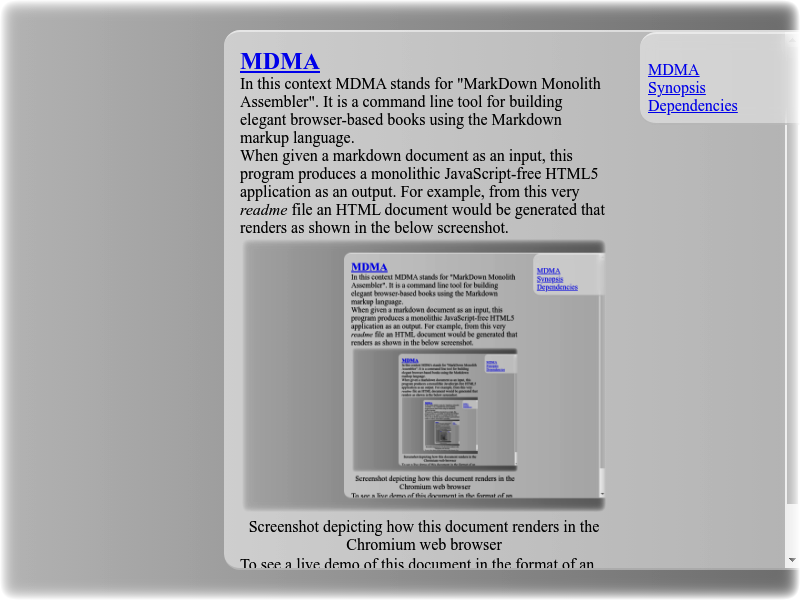 MDMA
In this context MDMA stands for "MarkDown Monolith
Assembler". It is a command line tool for building
elegant browser-based books using the Markdown
markup language.
When given a markdown document as an input, this
program produces a monolithic JavaScript-free HTML5
application as an output. For example, from this very
readme file an HTML document would be generated that
renders as shown in the below screenshot.
MDMA
Synopsis
Dependencies
MDMA
In this context MDMA stands for "MarkDown Monolith
Assembler". It is a command line tool for building
elegant browser-based books using the Markdown
markup language.
When given a markdown document as an input, this
program produces a monolithic JavaScript-free HTML5
application as an output. For example, from this very
readme file an HTML document would be generated that
renders as shown in the below screenshot.
MDMA
Synopsis
Dependencies
MDMA
Screenshot depicting how this document renders in the
Chromium web browser
To see a live demo of this document in the format of an
Screenshot depicting how this document renders in the
Chromium web browser
To see a live demo of this document in the format of an